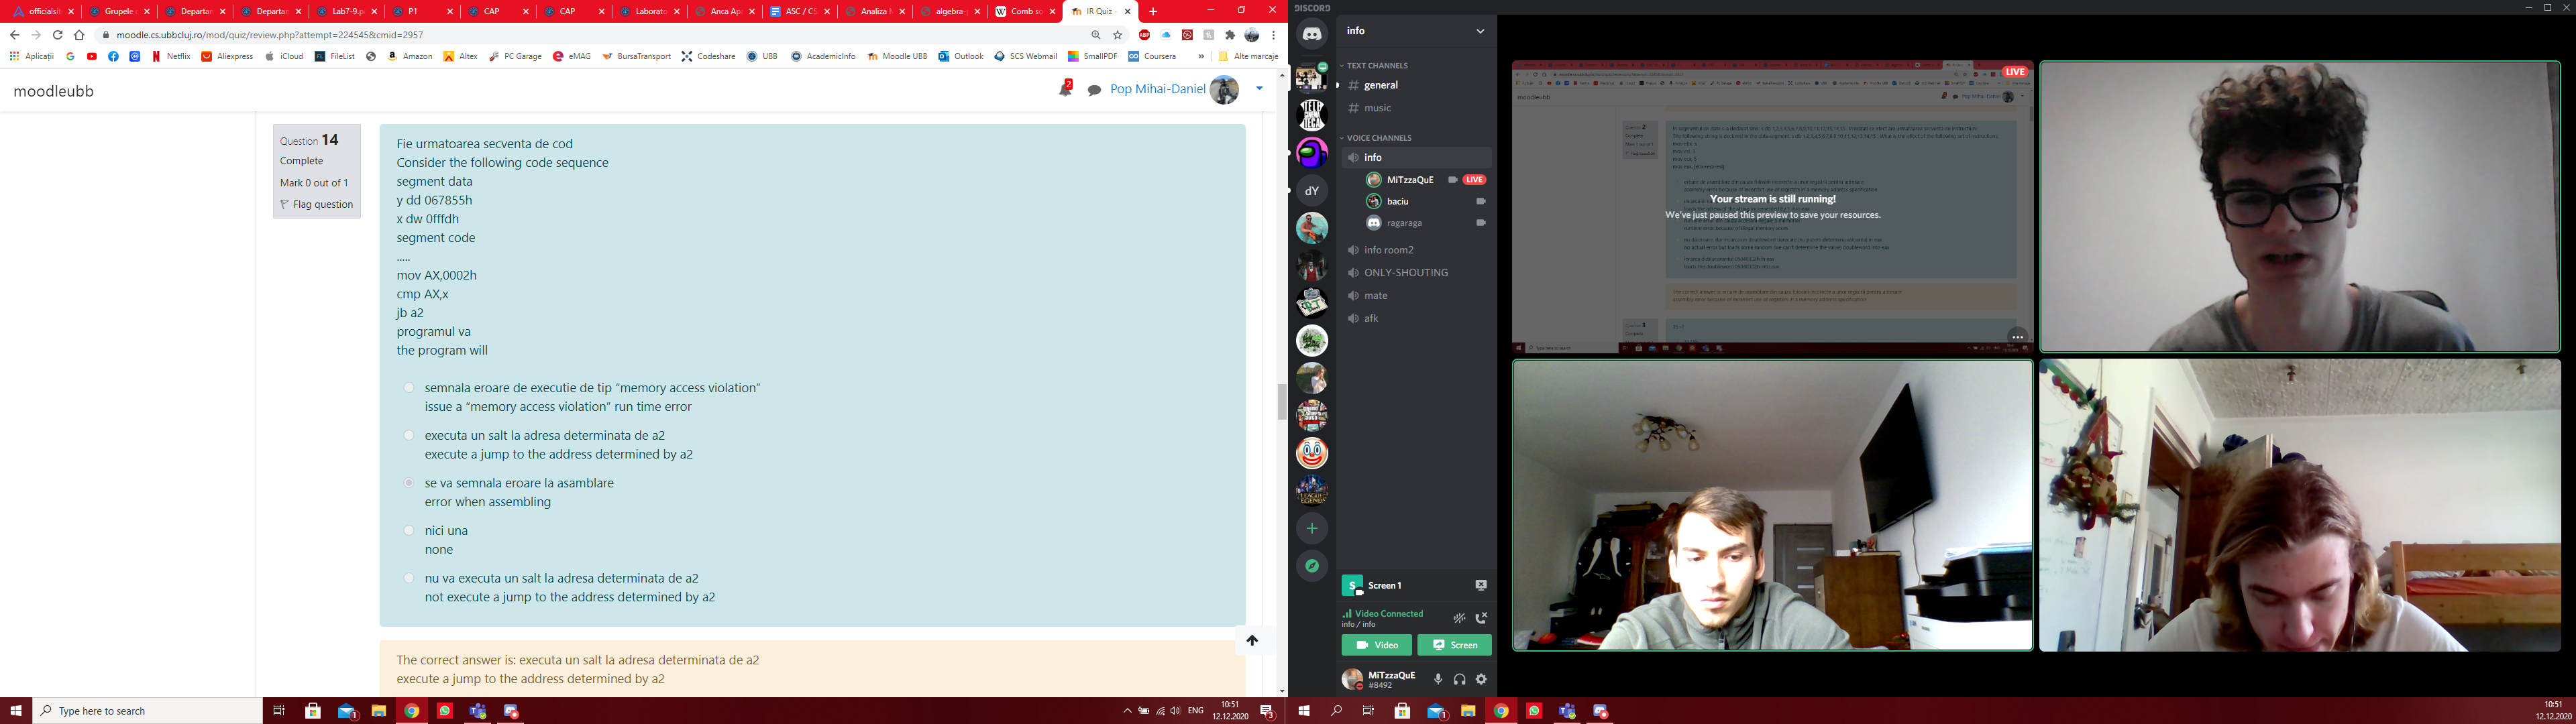 officialsit
Grupele
Departan
Departan
Lab7-9.p
P1
CAP
CAP
Laborato
Anca Ap
ASC / CS
Analiza
algebra-
Comb so
IR Quiz -
moodle.cs.ubbcluj.ro/mod/quiz/review.php?attempt=224545&cmid=2957
Aplicații
Netflix
Aliexpress
iCloud
FileList
Amazon
Altex
PC Garage
eMAG
BursaTransport
Codeshare
UBB
AcademicInfo
Moodle UBB
Outlook
SCS Webmail
SmallPDF
Coursera
»
Alte marcaje
moodleubb
2
Pop Mihai-Daniel
Question 14
Complete
Mark 0 out of 1
Flag question
Fie urmatoarea secventa de cod
Consider the following code sequence
segment data
y dd 067855h
x dw 0fffdh
segment code
.....
mov AX,0002h
cmp AX,x
jb a2
programul va
the program will
semnala eroare de executie de tip “memory access violation”
issue a “memory access violation” run time error
executa un salt la adresa determinata de a2
execute a jump to the address determined by a2
se va semnala eroare la asamblare
error when assembling
nici una
none
nu va executa un salt la adresa determinata de a2
not execute a jump to the address determined by a2
The correct answer is: executa un salt la adresa determinata de a2
execute a jump to the address determined by a2
Type here to search
ENG
10:51
12.12.2020
DISCORD
info
TEXT CHANNELS
# general
# music
VOICE CHANNELS
info
MiTzzaQuE
LIVE
baciu
ragaraga
info room2
ONLY-SHOUTING
mate
afk
dY
Screen 1
Video Connected
info / info
Video
Screen
MiTzzaQuE
#8492
LIVE
moodleubb
Your stream is still running!
We've just paused this preview to save your resources.
10:51
12.12.2020